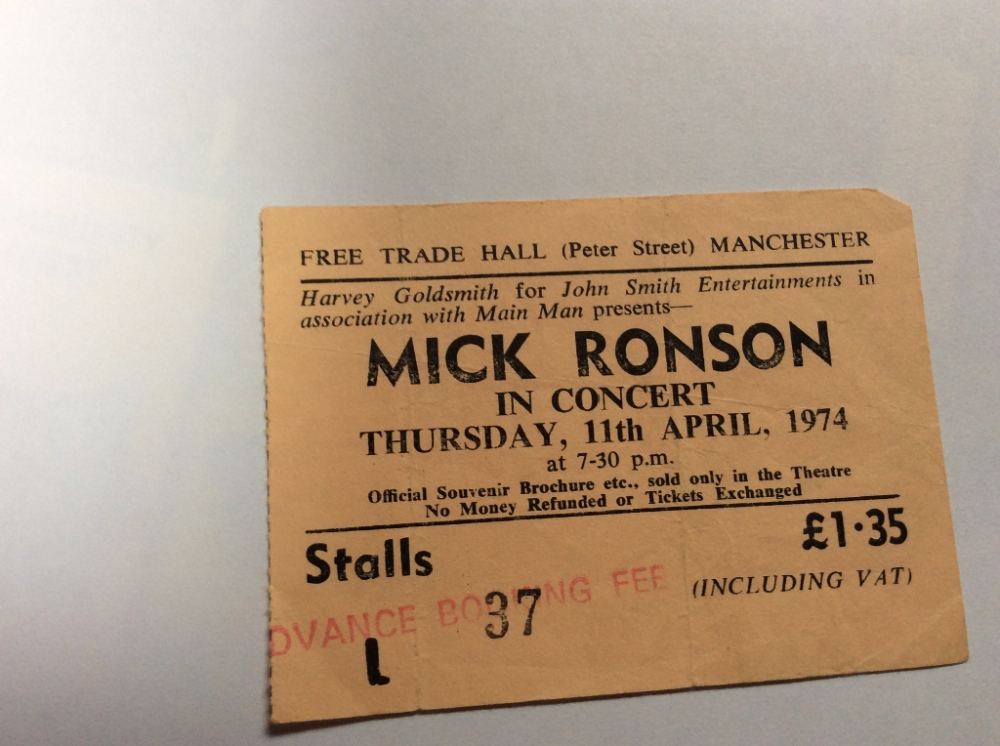 FREE TRADE HALL (Peter Street) MANCHESTER
Harvey Goldsmith for John Smith Entertainments in
association with Main Man presents—
MICK RONSON
IN CONCERT
THURSDAY, 11th APRIL, 1974
at 7-30 p.m.
Official Souvenir Brochure etc., sold only in the Theatre
No Money Refunded or Tickets Exchanged
Stalls
£1·35
(INCLUDING VAT)
DVANCE BOOKING FEE
37
L